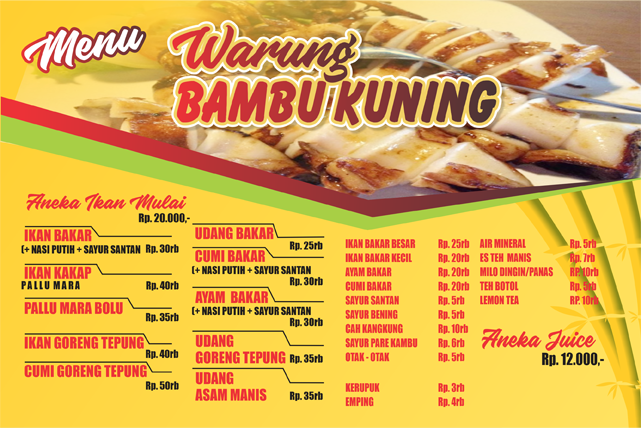 Menu
Warung
BAMBU KUNING
Aneka Ikan Mulai
Rp. 20.000,-
IKAN BAKAR
(+ NASI PUTIH + SAYUR SANTAN Rp. 30rb
IKAN KAKAP
PALLU MARA Rp. 40rb
PALLU MARA BOLU
Rp. 35rb
IKAN GORENG TEPUNG
Rp. 40rb
CUMI GORENG TEPUNG
Rp. 50rb
UDANG BAKAR
Rp. 25rb
CUMI BAKAR
(+ NASI PUTIH + SAYUR SANTAN
Rp. 30rb
AYAM BAKAR
(+ NASI PUTIH + SAYUR SANTAN
Rp. 30rb
UDANG
GORENG TEPUNG Rp. 35rb
UDANG
ASAM MANIS Rp. 35rb
IKAN BAKAR BESAR Rp. 25rb
IKAN BAKAR KECIL Rp. 20rb
AYAM BAKAR Rp. 20rb
CUMI BAKAR Rp. 20rb
SAYUR SANTAN Rp. 5rb
SAYUR BENING Rp. 5rb
CAH KANGKUNG Rp. 10rb
SAYUR PARE KAMBU Rp. 6rb
OTAK - OTAK Rp. 5rb
KERUPUK Rp. 3rb
EMPING Rp. 4rb
AIR MINERAL Rp. 5rb
ES TEH MANIS Rp. 7rb
MILO DINGIN/PANAS RP. 10rb
TEH BOTOL Rp. 5rb
LEMON TEA RP. 10rb
Aneka Juice
Rp. 12.000,-